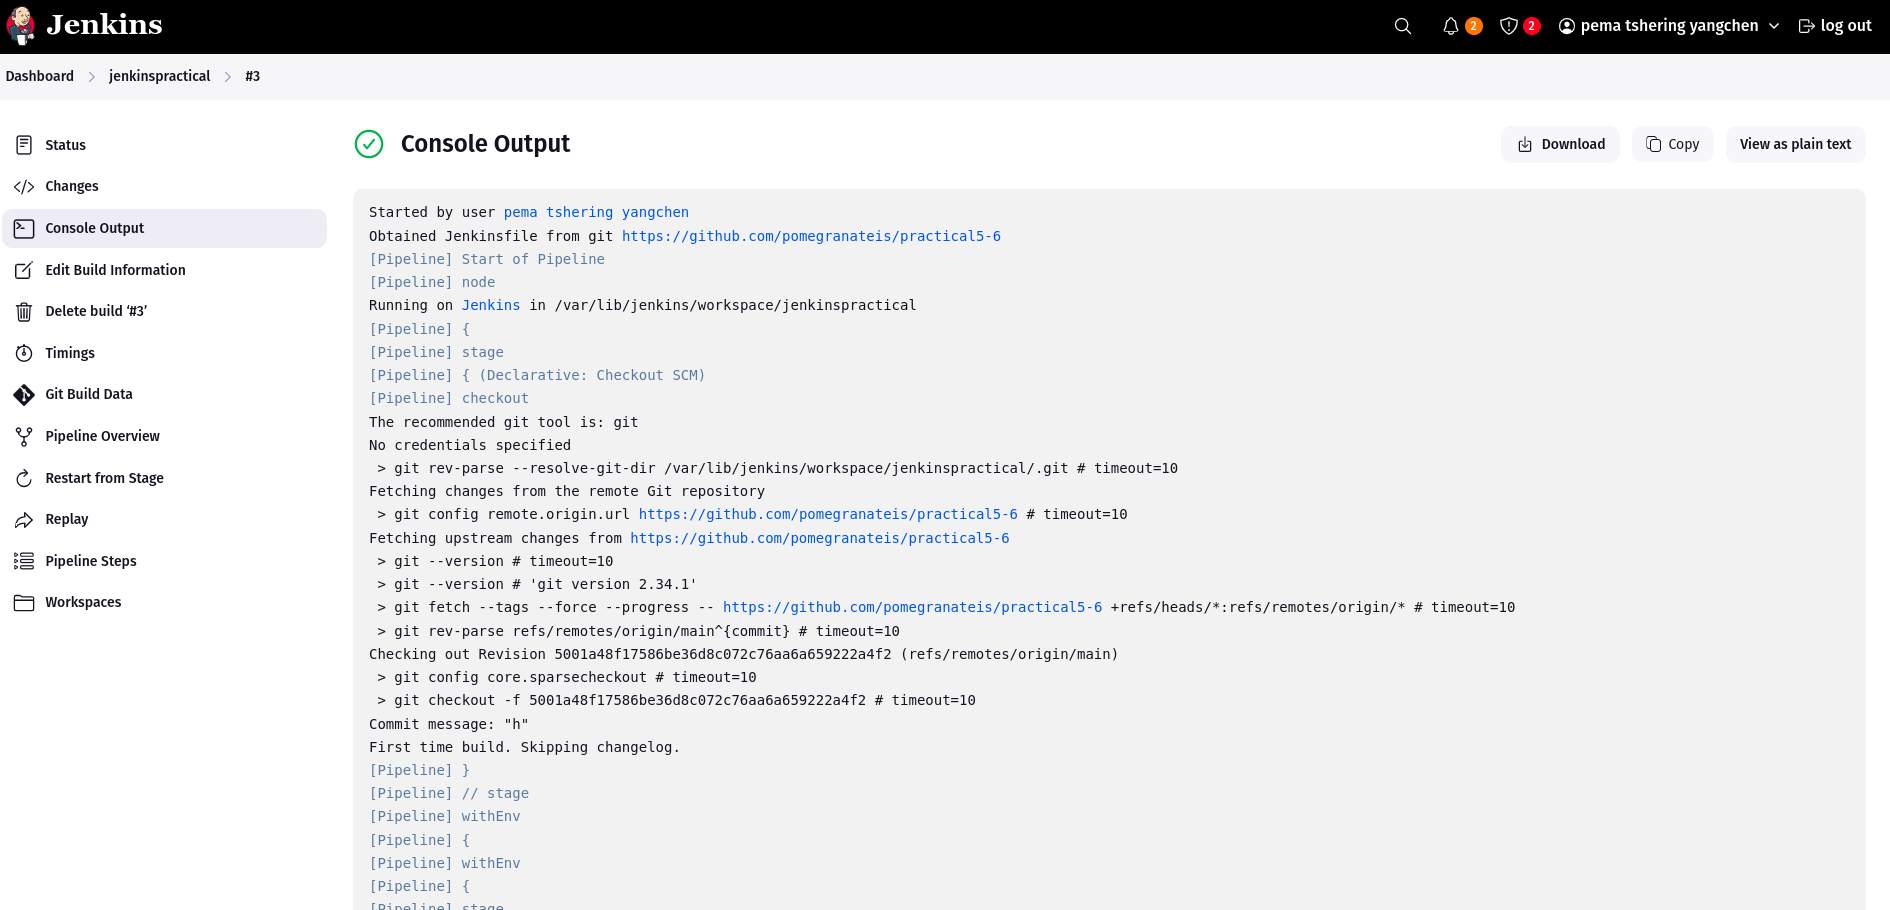 Jenkins
2
2
pema tshering yangchen
log out
Dashboard
jenkinspractical
#3
Status
Changes
Console Output
Edit Build Information
Delete build ‘#3’
Timings
Git Build Data
Pipeline Overview
Restart from Stage
Replay
Pipeline Steps
Workspaces
Console Output
Download
Copy
View as plain text
Started by user pema tshering yangchen
Obtained Jenkinsfile from git https://github.com/pomegranateis/practical5-6
[Pipeline] Start of Pipeline
[Pipeline] node
Running on Jenkins in /var/lib/jenkins/workspace/jenkinspractical
[Pipeline] {
[Pipeline] stage
[Pipeline] { (Declarative: Checkout SCM)
[Pipeline] checkout
The recommended git tool is: git
No credentials specified
 > git rev-parse --resolve-git-dir /var/lib/jenkins/workspace/jenkinspractical/.git # timeout=10
Fetching changes from the remote Git repository
 > git config remote.origin.url https://github.com/pomegranateis/practical5-6 # timeout=10
Fetching upstream changes from https://github.com/pomegranateis/practical5-6
 > git --version # timeout=10
 > git --version # 'git version 2.34.1'
 > git fetch --tags --force --progress -- https://github.com/pomegranateis/practical5-6 +refs/heads/*:refs/remotes/origin/* # timeout=10
 > git rev-parse refs/remotes/origin/main^{commit} # timeout=10
Checking out Revision 5001a48f17586be36d8c072c76aa6a659222a4f2 (refs/remotes/origin/main)
 > git config core.sparsecheckout # timeout=10
 > git checkout -f 5001a48f17586be36d8c072c76aa6a659222a4f2 # timeout=10
Commit message: "h"
First time build. Skipping changelog.
[Pipeline] }
[Pipeline] // stage
[Pipeline] withEnv
[Pipeline] {
[Pipeline] withEnv
[Pipeline] {
[Pipeline] stage